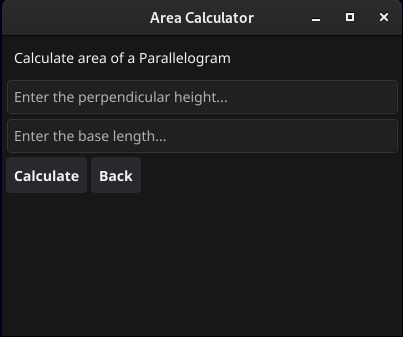 Area Calculator
Calculate area of a Parallelogram
Enter the perpendicular height...
Enter the base length...
Calculate Back